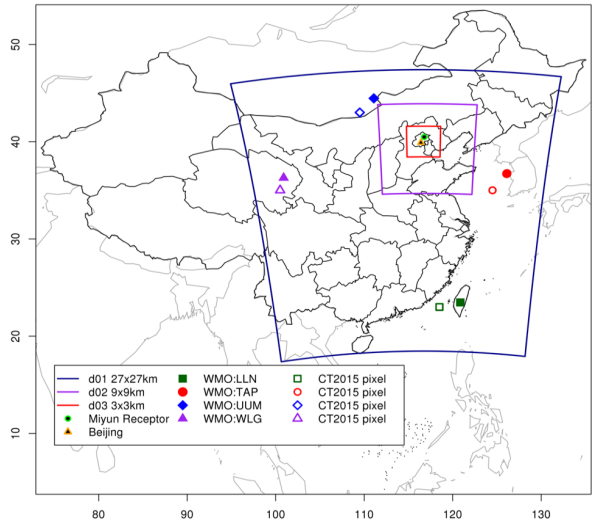 50
40
30
20
10
d01 27x27km WMO:LLN CT2015 pixel
d02 9x9km WMO:TAP CT2015 pixel
d03 3x3km WMO:UUM CT2015 pixel
Miyun Receptor WMO:WLG CT2015 pixel
Beijing
80 90 100 110 120 130